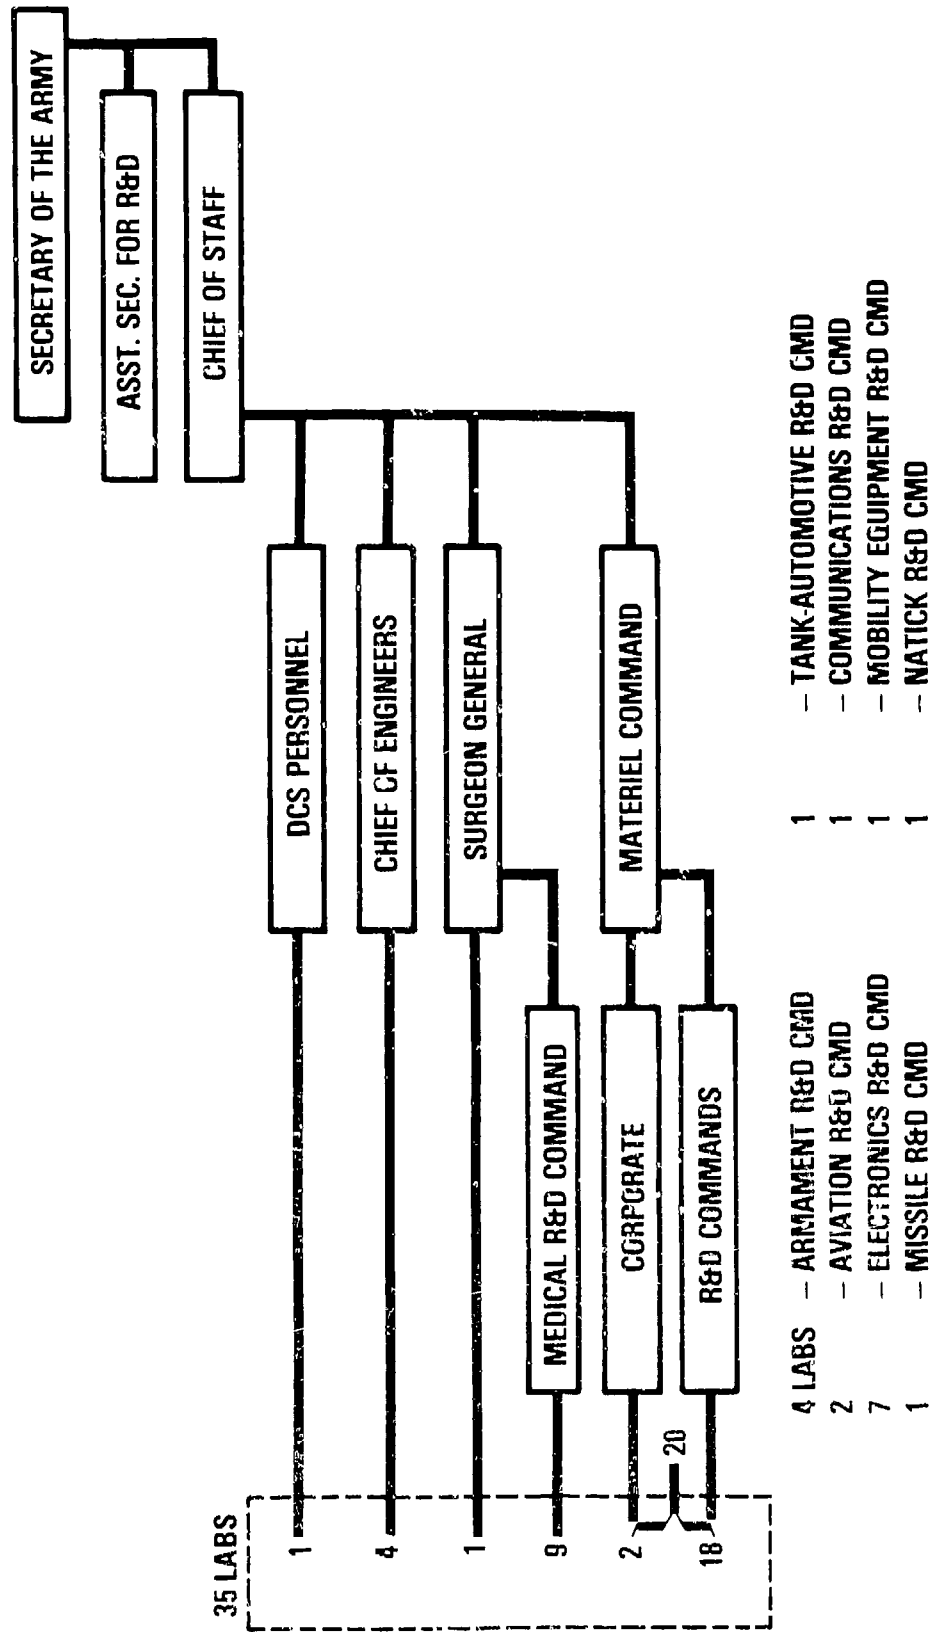 SECRETARY OF THE ARMY
ASST. SEC. FOR R&D
CHIEF OF STAFF
35 LABS
1
DCS PERSONNEL
4
CHIEF CF ENGINEERS
1
SURGEON GENERAL
9
MEDICAL R&D COMMAND
2
CORPORATE
MATERIEL COMMAND
20
18
R&D COMMANDS
4 LABS – ARMAMENT R&D CMD
2 – AVIATION R&D CMD
7 – ELECTRONICS R&D CMD
1 – MISSILE R&D CMD
1 – TANK-AUTOMOTIVE R&D CMD
1 – COMMUNICATIONS R&D CMD
1 – MOBILITY EQUIPMENT R&D CMD
1 – NATICK R&D CMD